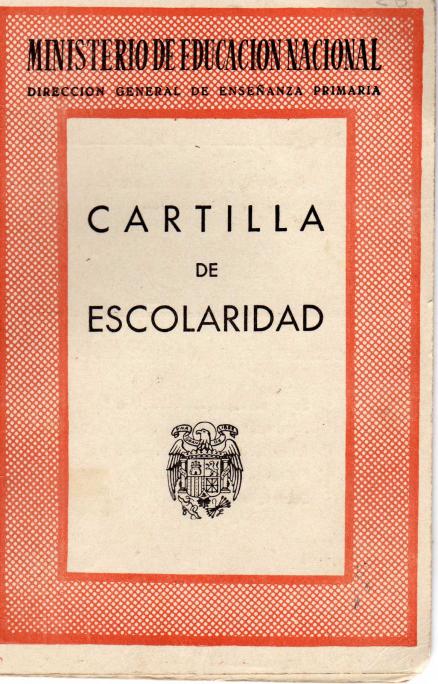 MINISTERIO DE EDUCACION NACIONAL
DIRECCION GENERAL DE ENSEÑANZA PRIMARIA
CARTILLA
DE
ESCOLARIDAD